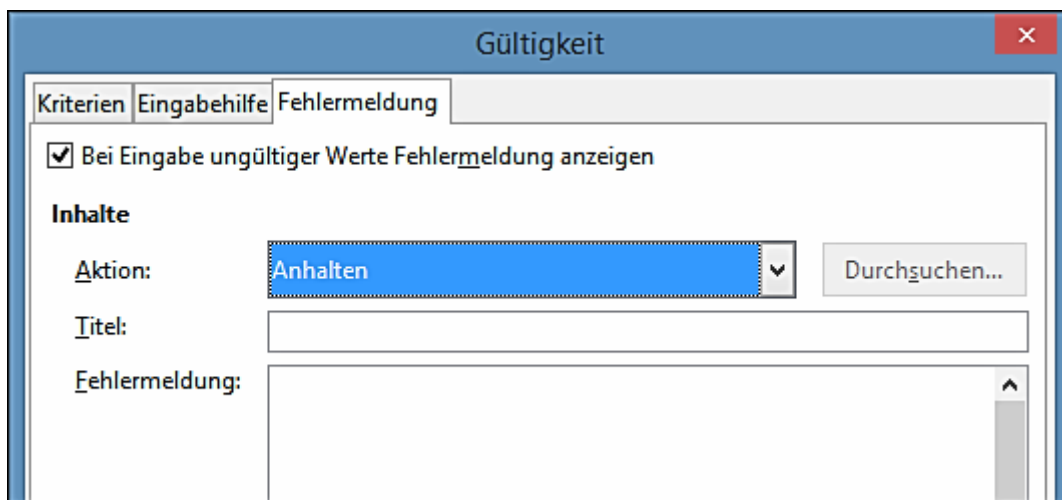 Gültigkeit
Kriterien Eingabehilfe Fehlermeldung
Bei Eingabe ungültiger Werte Fehlermeldung anzeigen
Inhalte
Aktion: Anhalten Durchsuchen...
Titel:
Fehlermeldung: